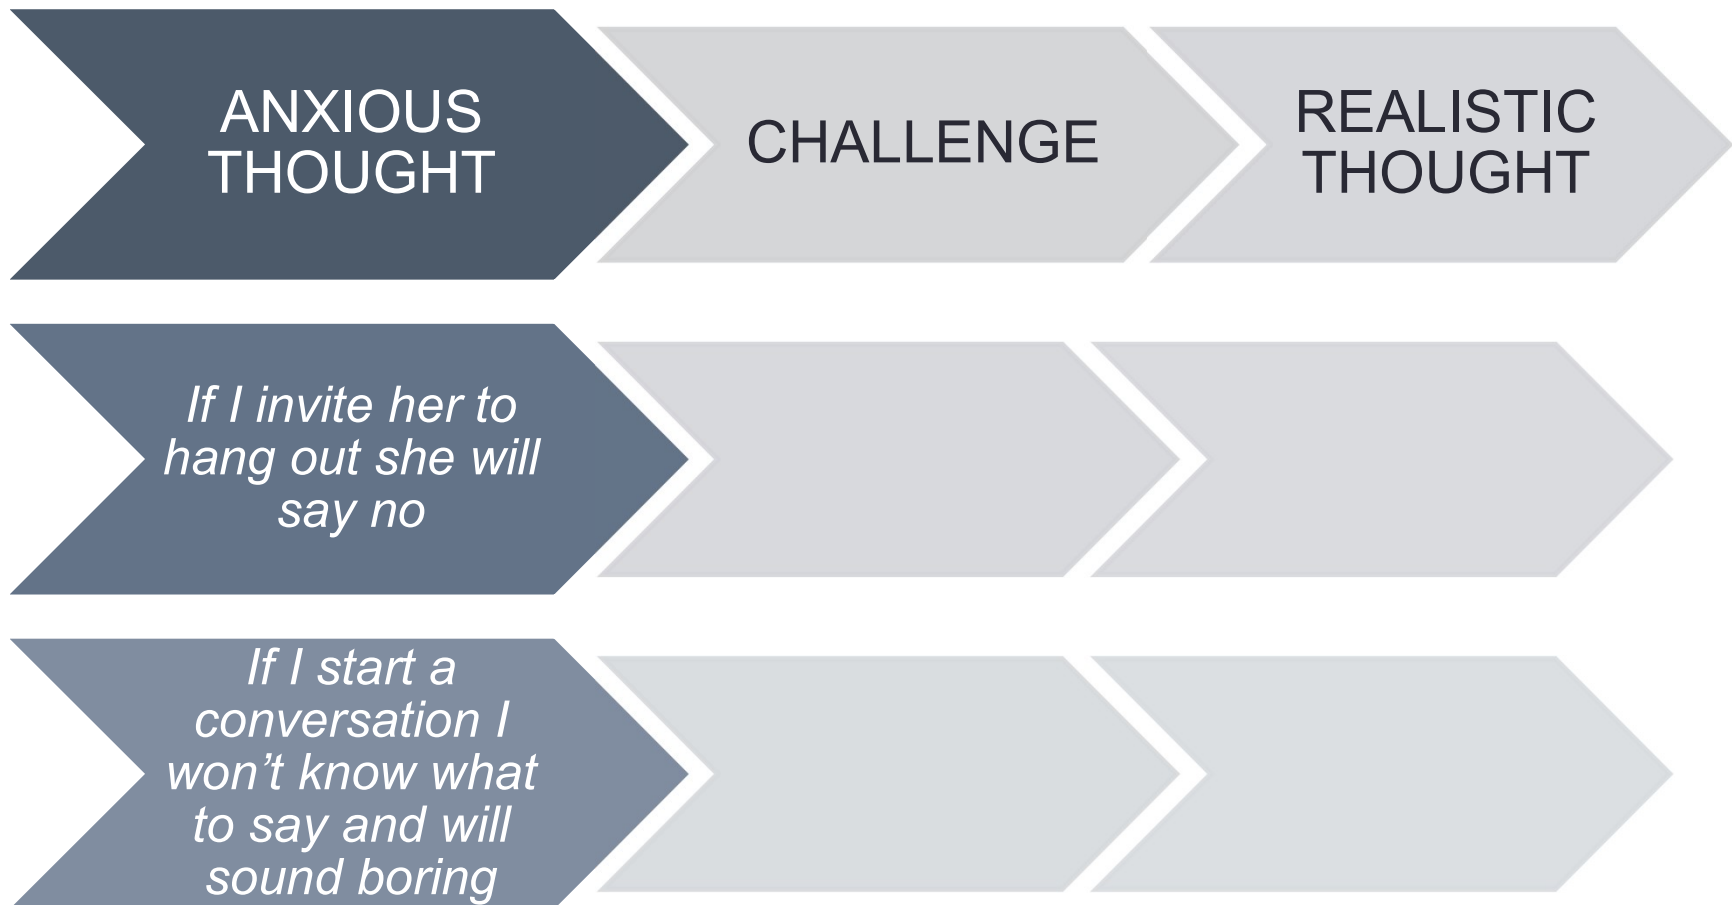 ANXIOUS
THOUGHT
CHALLENGE
REALISTIC
THOUGHT
If I invite her to
hang out she will
say no
If I start a
conversation I
won’t know what
to say and will
sound boring